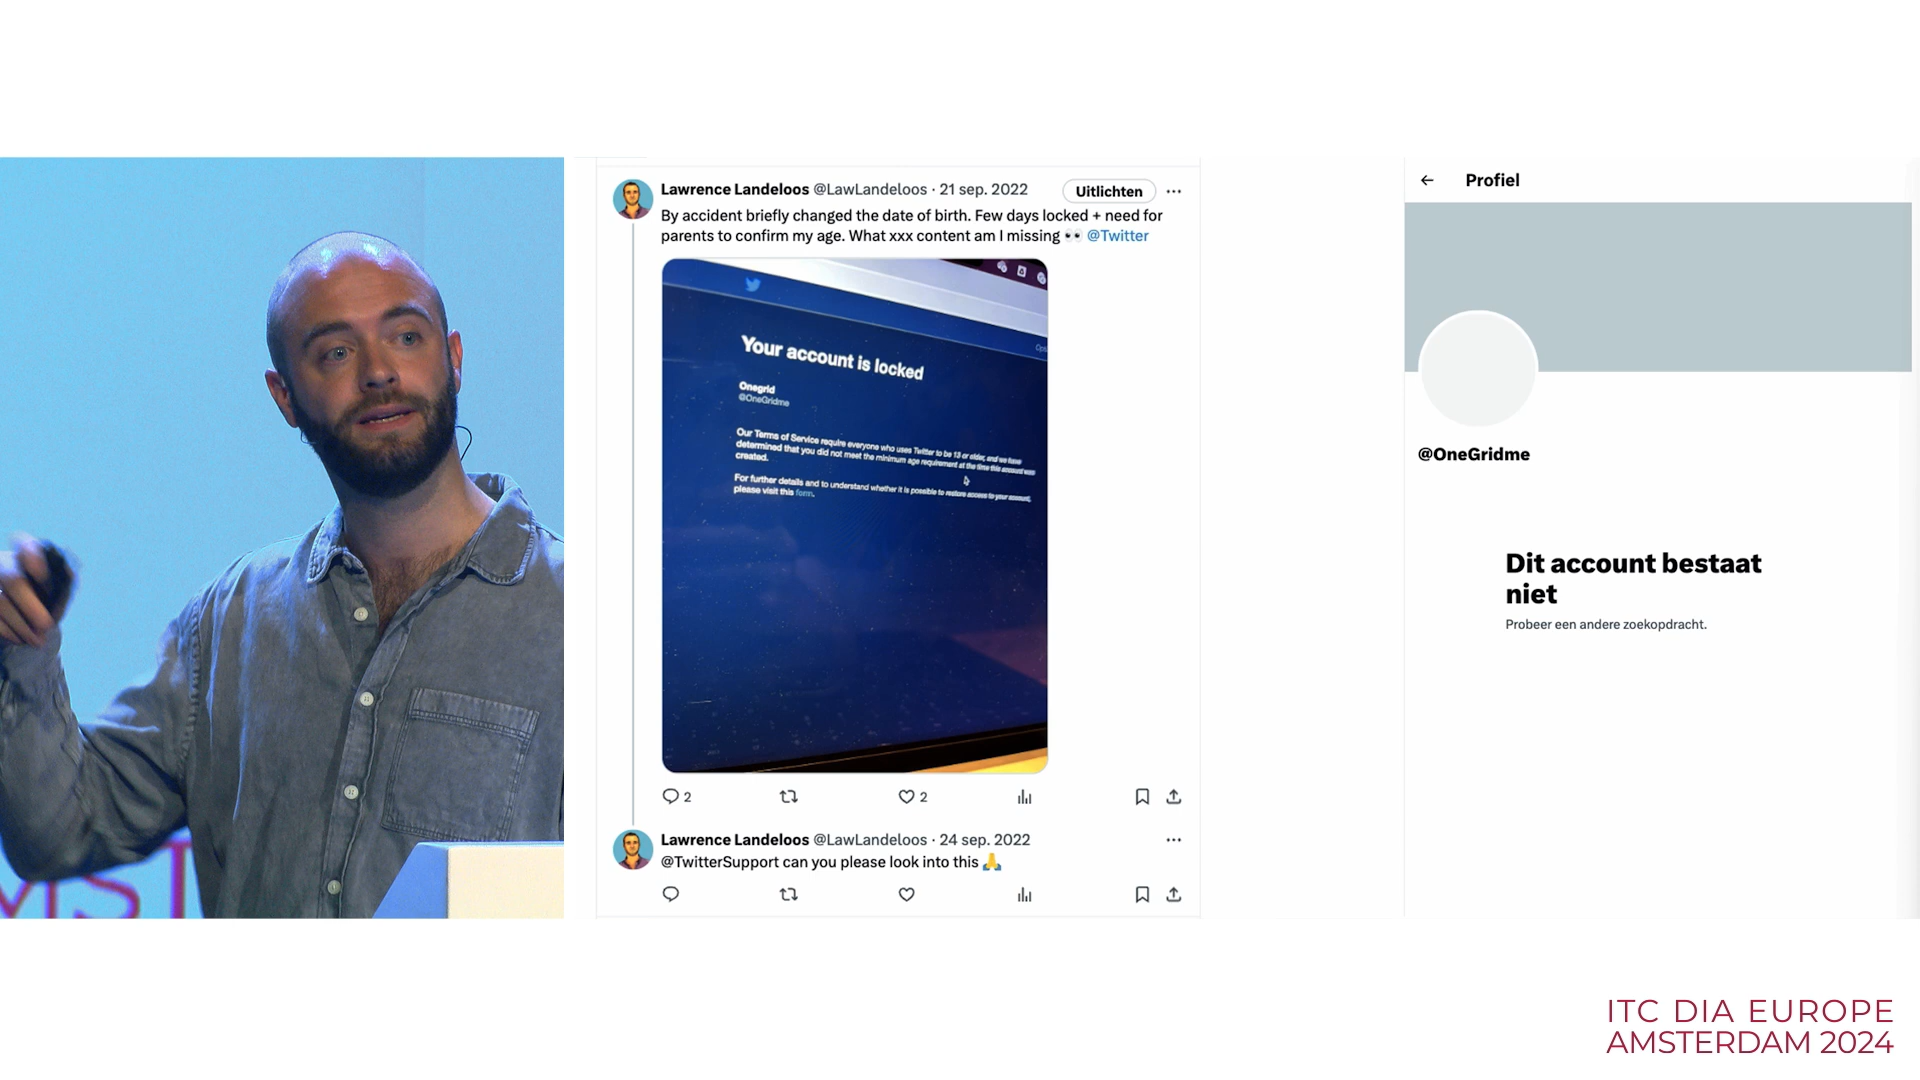 Lawrence Landeloos @LawLandeloos · 21 sep. 2022
Uitlichten
By accident briefly changed the date of birth. Few days locked + need for
parents to confirm my age. What xxx content am I missing 👀 @Twitter
Your account is locked
Onegrid
@OneGridme
Our Terms of Service require everyone who uses Twitter to be 13 or older, and we have
determined that you did not meet the minimum age requirement at the time this account was
created.
For further details and to understand whether it is possible to restore access to your account,
please visit this form.
2
2
Lawrence Landeloos @LawLandeloos · 24 sep. 2022
@TwitterSupport can you please look into this 🙏
Profiel
@OneGridme
Dit account bestaat
niet
Probeer een andere zoekopdracht.
ITC DIA EUROPE
AMSTERDAM 2024